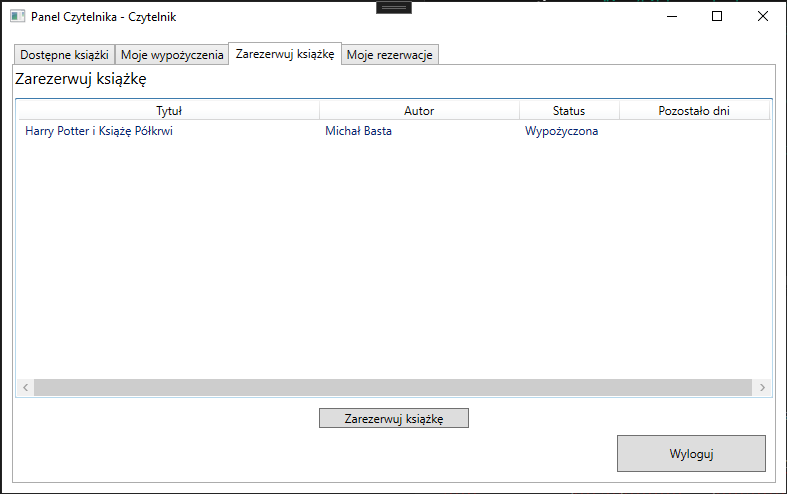 Panel Czytelnika - Czytelnik
Dostępne książki Moje wypożyczenia Zarezerwuj książkę Moje rezerwacje
Zarezerwuj książkę
Tytuł Autor Status Pozostało dni
Harry Potter i Książę Półkrwi Michał Basta Wypożyczona
Zarezerwuj książkę
Wyloguj